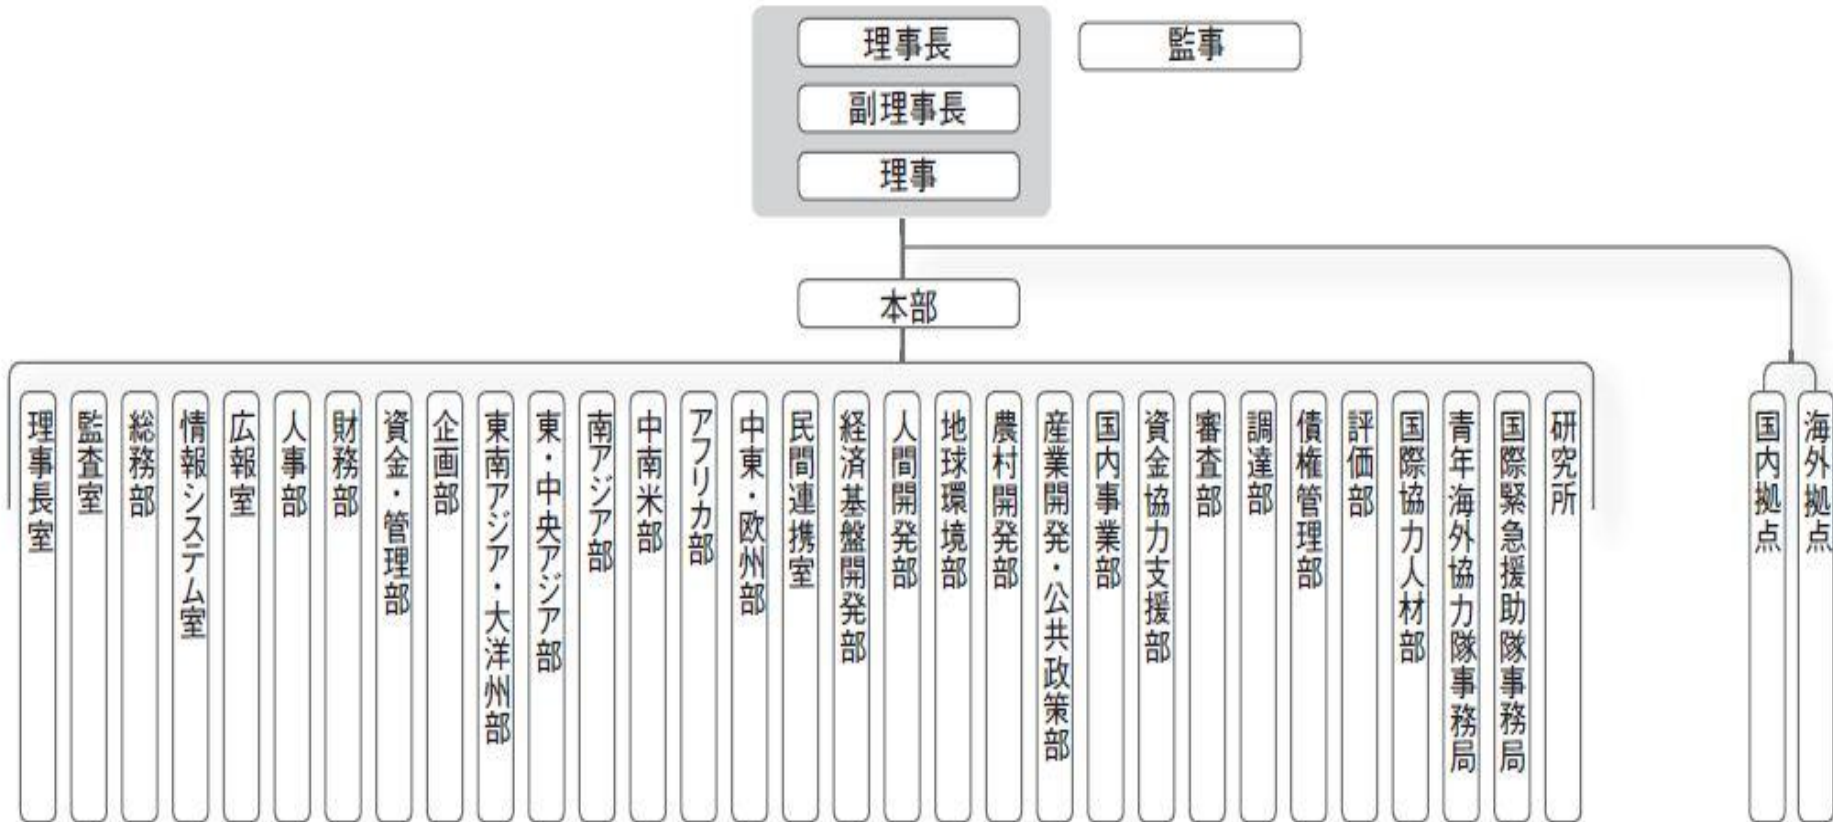 理事長
監事
副理事長
理事
本部
理事長室
監査室
総務部
情報システム室
広報室
人事部
財務部
資金・管理部
企画部
東南アジア・大洋州部
東・中央アジア部
南アジア部
中南米部
アフリカ部
中東・欧州部
民間連携室
経済基盤開発部
人間開発部
地球環境部
農村開発部
産業開発・公共政策部
国内事業部
資金協力支援部
審査部
調達部
債権管理部
評価部
国際協力人材部
青年海外協力隊事務局
国際緊急援助隊事務局
研究所
国内拠点
海外拠点